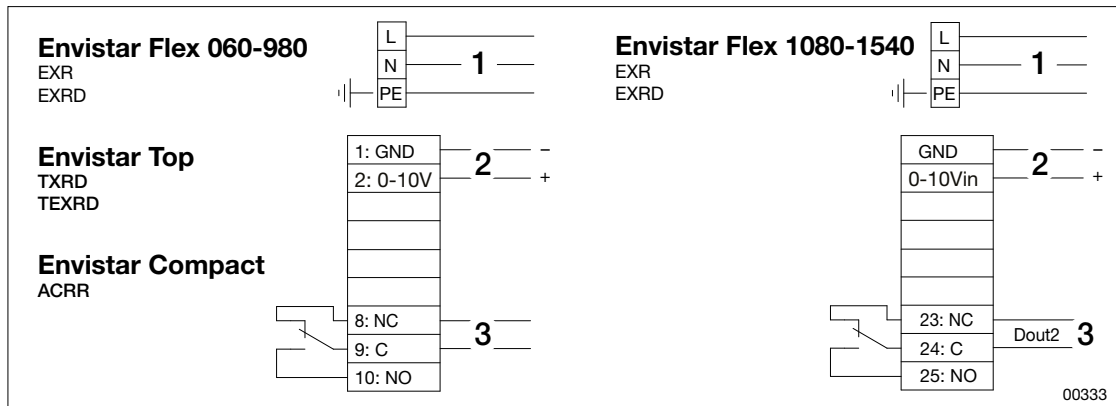 Envistar Flex 060-980
EXR
EXRD
L
N
PE
1
Envistar Top
TXRD
TEXRD
Envistar Compact
ACRR
1: GND
2: 0-10V
2
–
+
8: NC
9: C
10: NO
3
Envistar Flex 1080-1540
EXR
EXRD
L
N
PE
1
GND
0-10Vin
2
–
+
23: NC
24: C
25: NO
Dout2
3
00333